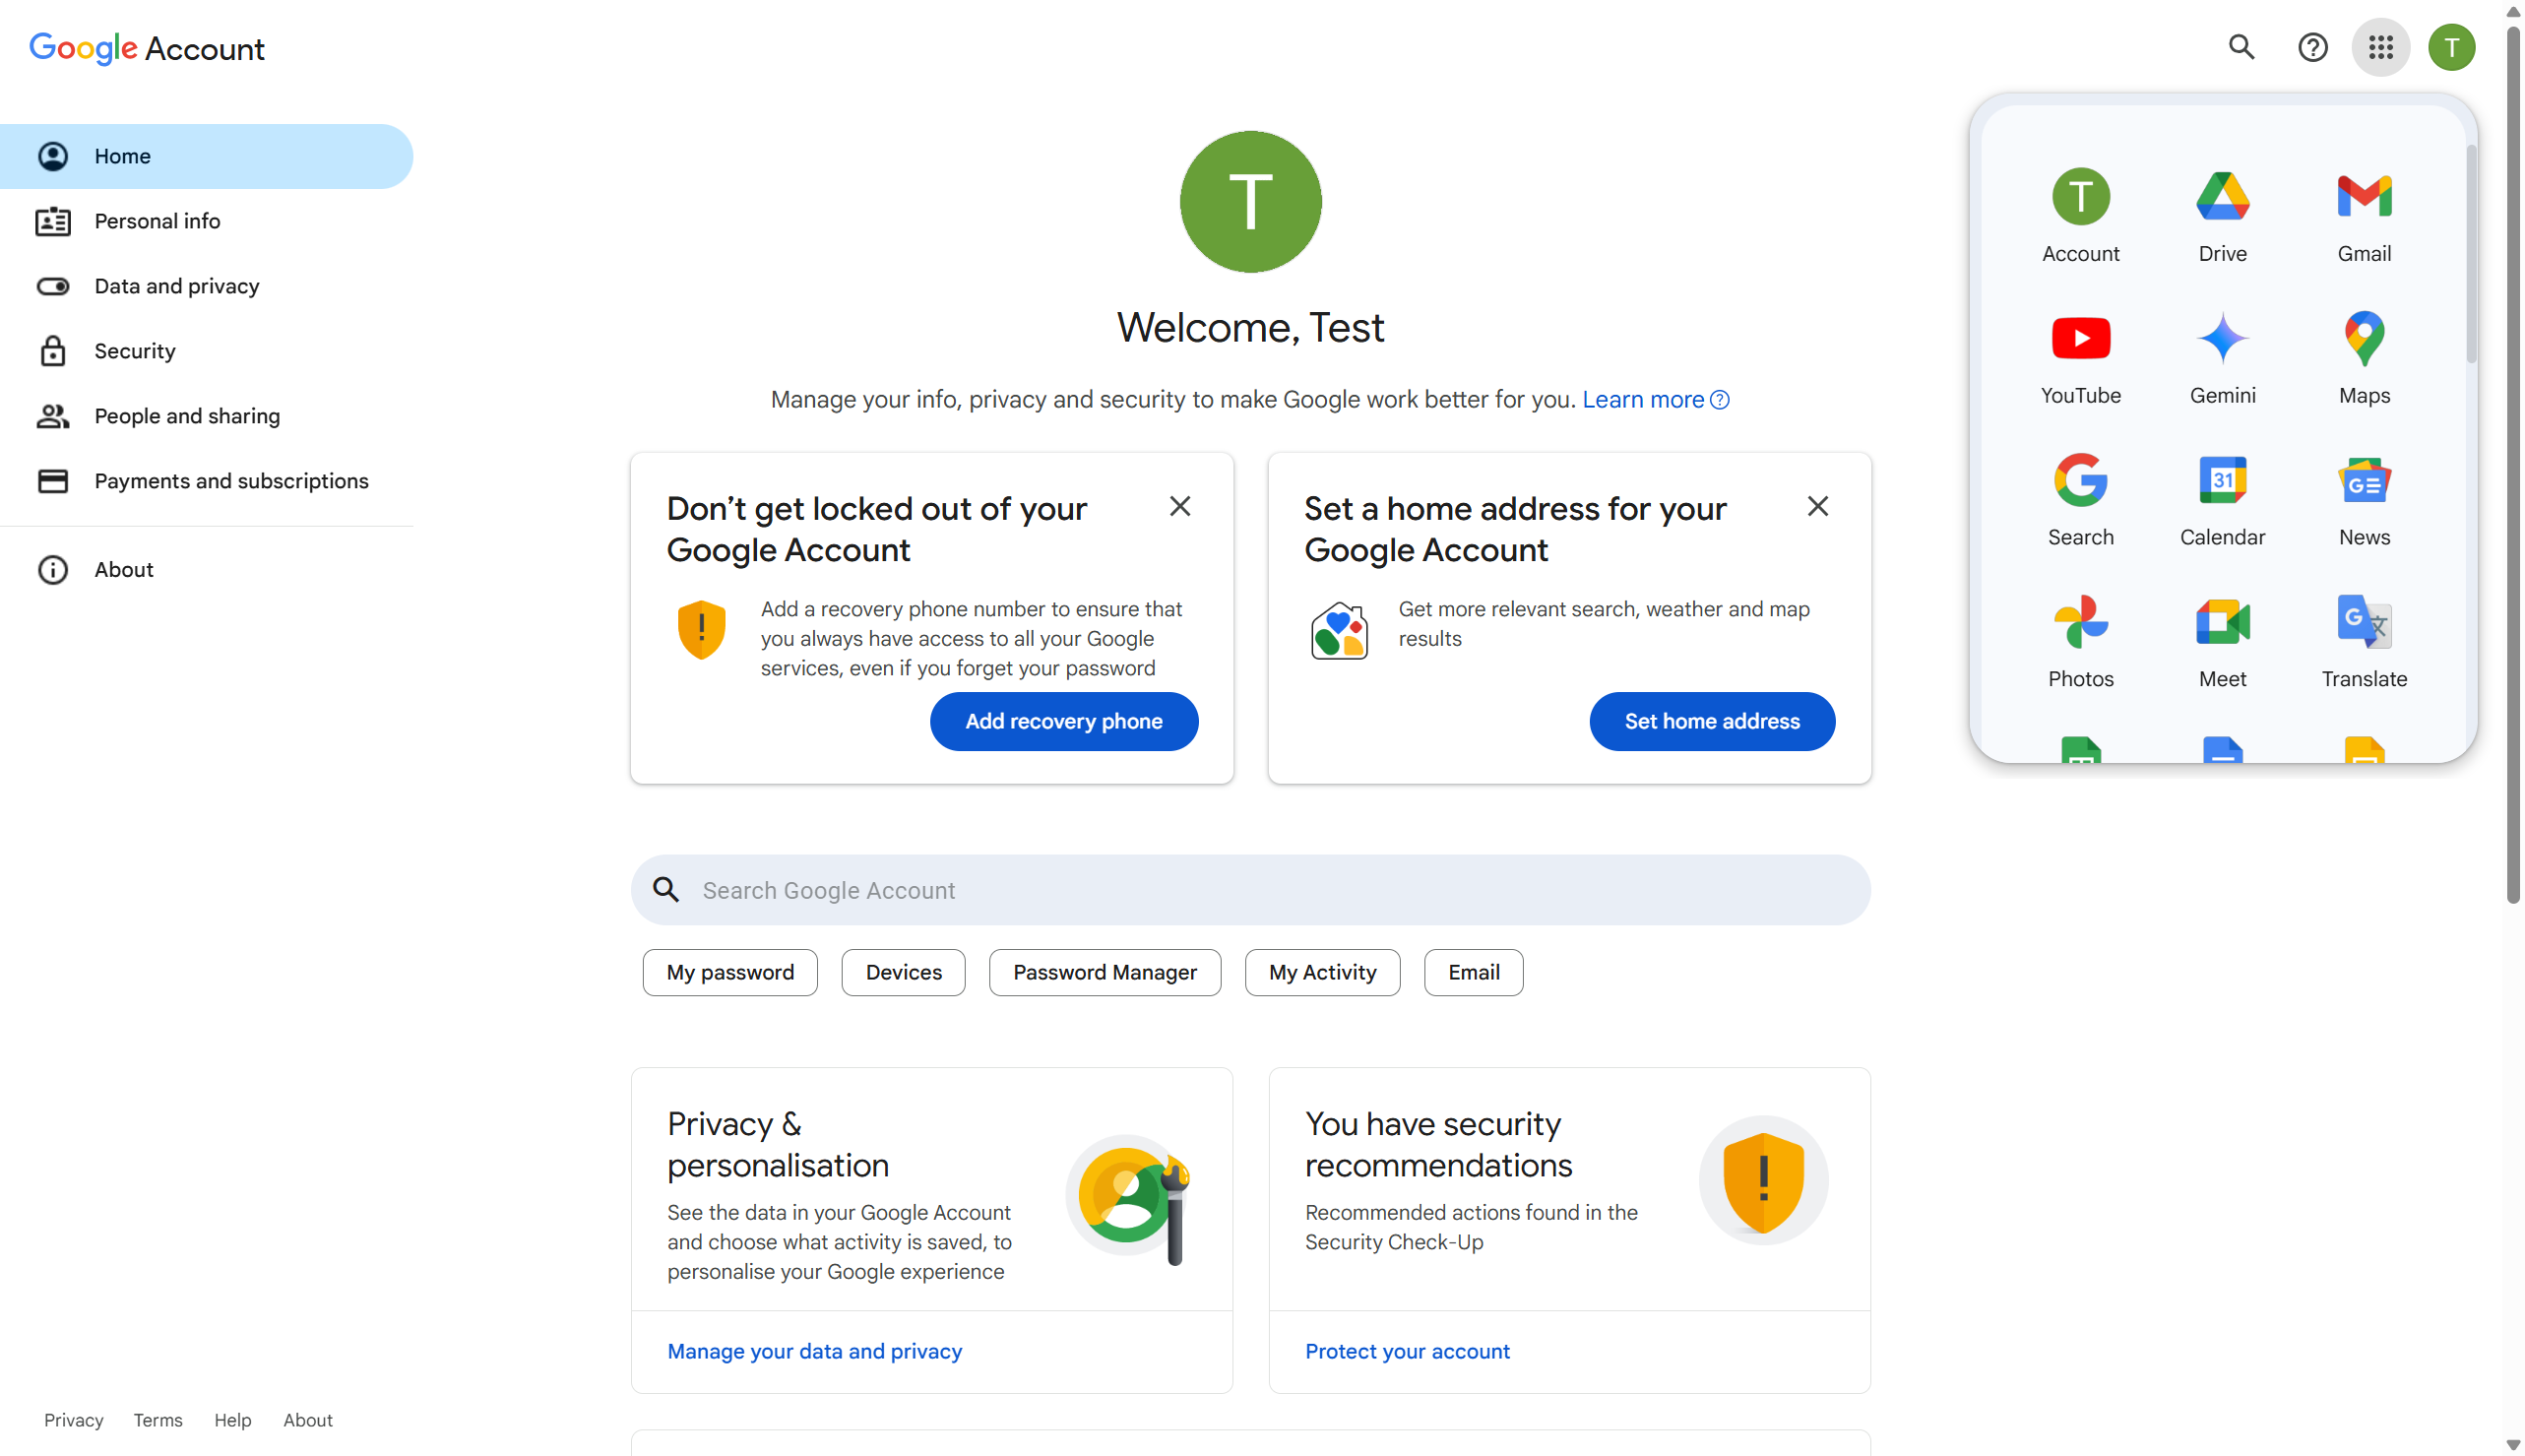 Google Account
T
Home
Personal info
Data and privacy
Security
People and sharing
Payments and subscriptions
About
T
Welcome, Test
Manage your info, privacy and security to make Google work better for you. Learn more
Don’t get locked out of your
Google Account
Add a recovery phone number to ensure that
you always have access to all your Google
services, even if you forget your password
Add recovery phone
Set a home address for your
Google Account
Get more relevant search, weather and map
results
Set home address
T
Account
Drive
Gmail
YouTube
Gemini
Maps
Search
31
Calendar
News
Photos
Meet
Translate
Search Google Account
My password
Devices
Password Manager
My Activity
Email
Privacy &
personalisation
See the data in your Google Account
and choose what activity is saved, to
personalise your Google experience
Manage your data and privacy
You have security
recommendations
Recommended actions found in the
Security Check-Up
Protect your account
Privacy
Terms
Help
About